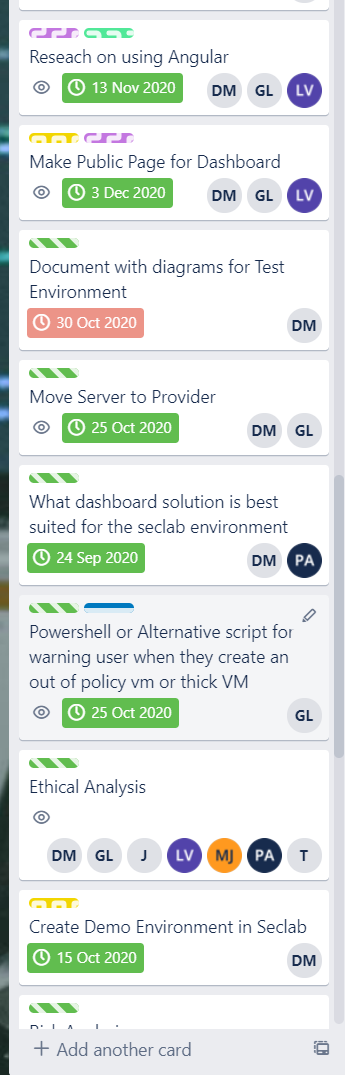 Reseach on using Angular
13 Nov 2020 DM GL LV
Make Public Page for Dashboard
3 Dec 2020 DM GL LV
Document with diagrams for Test
Environment
30 Oct 2020 DM
Move Server to Provider
25 Oct 2020 DM GL
What dashboard solution is best
suited for the seclab environment
24 Sep 2020 DM PA
Powershell or Alternative script for
warning user when they create an
out of policy vm or thick VM
25 Oct 2020 GL
Ethical Analysis
DM GL J LV MJ PA T
Create Demo Environment in Seclab
15 Oct 2020 DM
+ Add another card